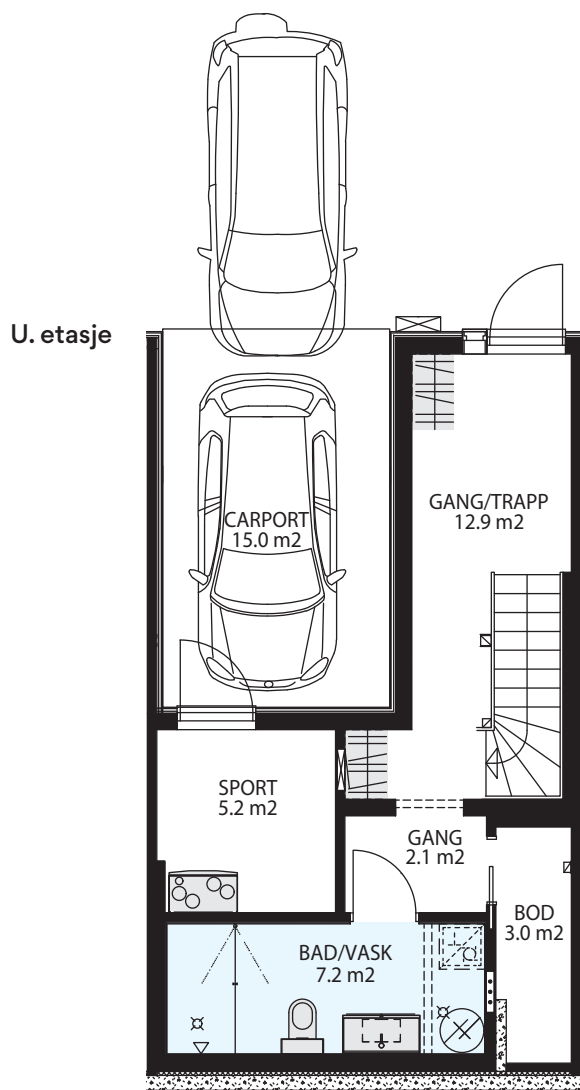 U. etasje
GANG/TRAPP
12.9 m2
CARPORT
15.0 m2
SPORT
5.2 m2
GANG
2.1 m2
BOD
3.0 m2
BAD/VASK
7.2 m2